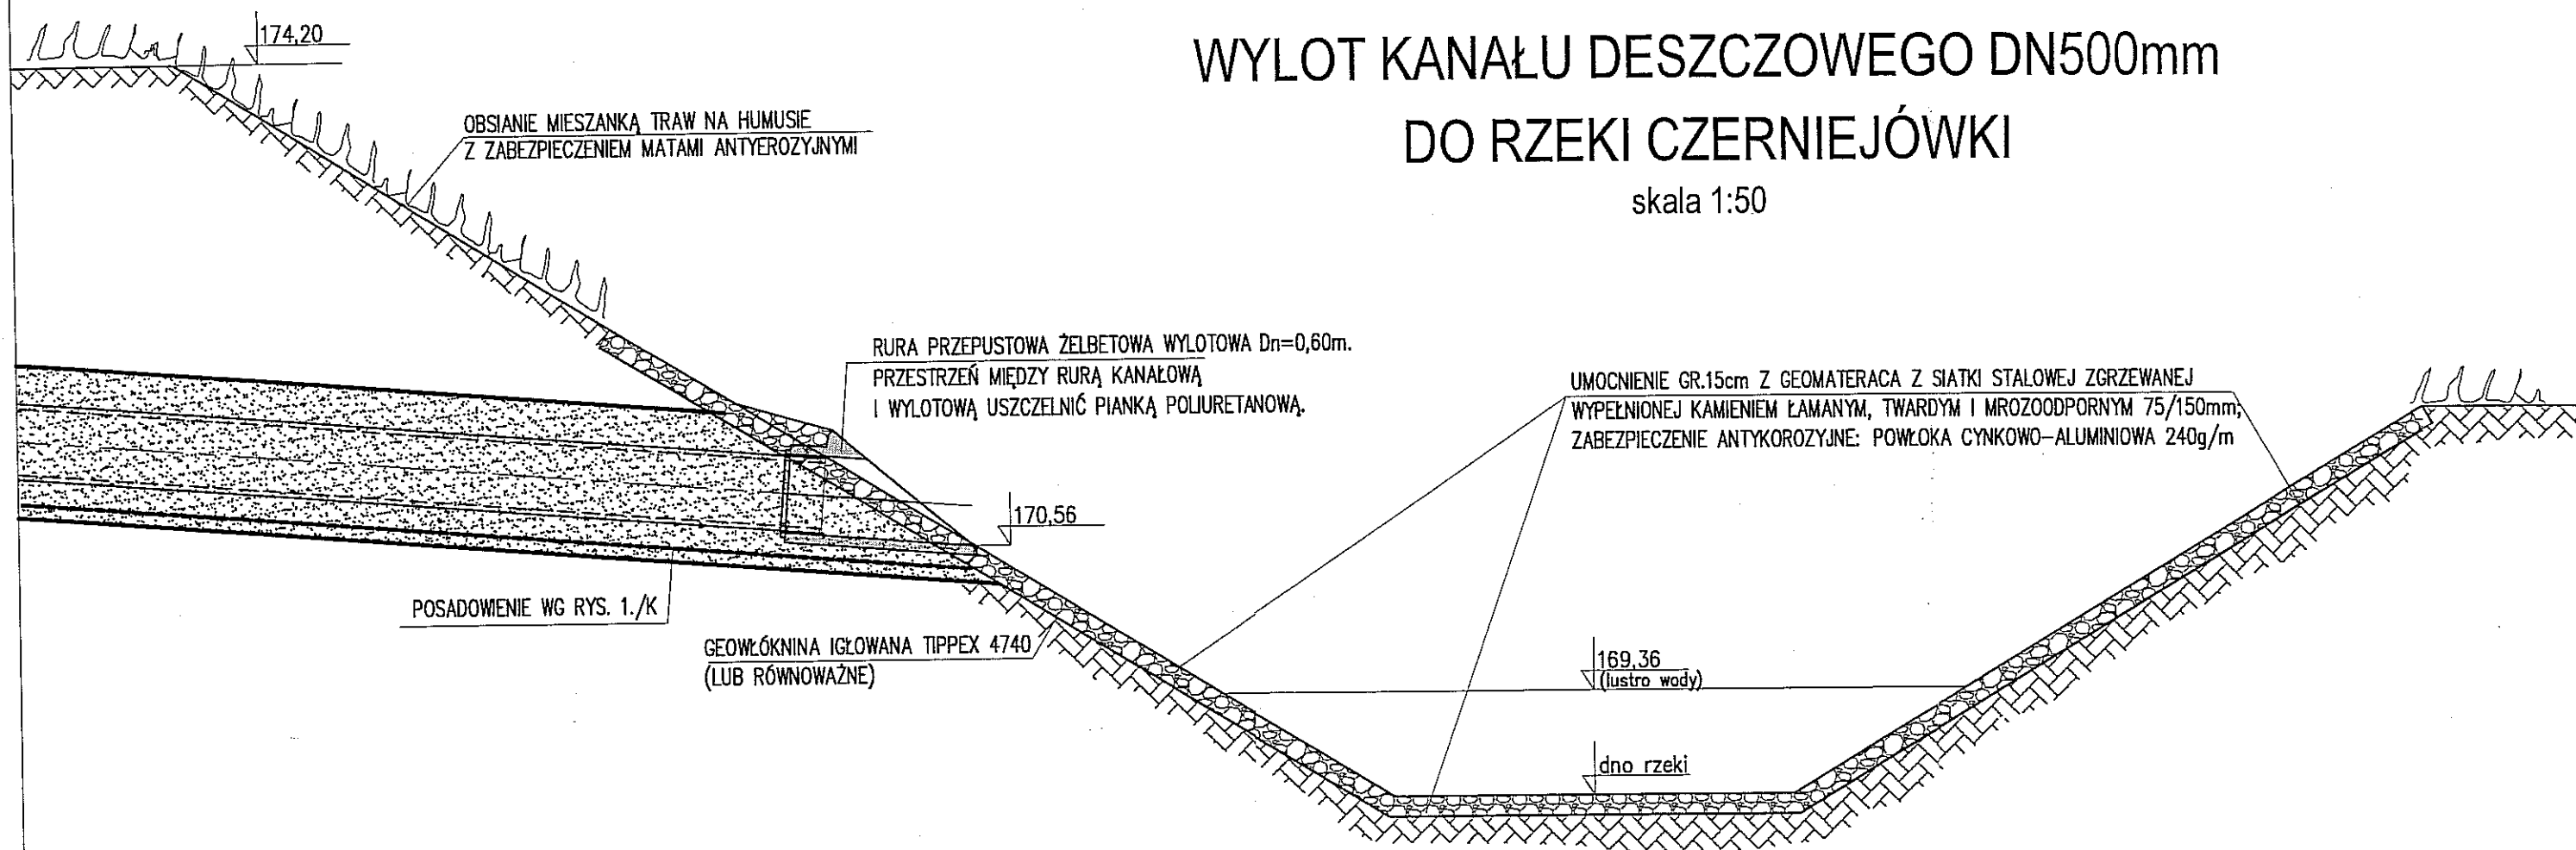 WYLOT KANAŁU DESZCZOWEGO DN500mm
DO RZEKI CZERNIEJÓWKI
skala 1:50
174,20
OBSIANIE MIESZANKĄ TRAW NA HUMUSIE
Z ZABEZPIECZENIEM MATAMI ANTYEROZYJNYMI
RURA PRZEPUSTOWA ŻELBETOWA WYLOTOWA Dn=0,60m.
PRZESTRZEŃ MIĘDZY RURĄ KANAŁOWĄ
I WYLOTOWĄ USZCZELNIĆ PIANKĄ POLIURETANOWĄ.
UMOCNIENIE GR.15cm Z GEOMATERACA Z SIATKI STALOWEJ ZGRZEWANEJ
WYPEŁNIONEJ KAMIENIEM ŁAMANYM, TWARDYM I MROZOODPORNYM 75/150mm;
ZABEZPIECZENIE ANTYKOROZYJNE: POWŁOKA CYNKOWO-ALUMINIOWA 240g/m
170,56
POSADOWIENIE WG RYS. 1./K
GEOWŁÓKNINA IGŁOWANA TIPPEX 4740
(LUB RÓWNOWAŻNE)
169,36
(lustro wody)
dno rzeki